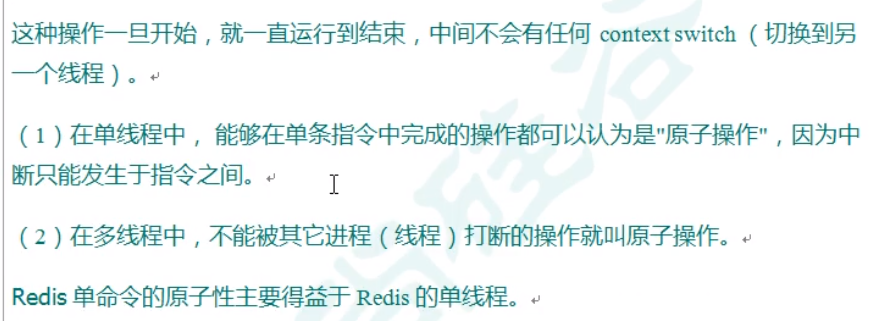 这种操作一旦开始，就一直运行到结束，中间不会有任何 context switch（切换到另
一个线程）。
（1）在单线程中， 能够在单条指令中完成的操作都可以认为是"原子操作"，因为中
断只能发生于指令之间。
（2）在多线程中，不能被其它进程（线程）打断的操作就叫原子操作。
Redis 单命令的原子性主要得益于 Redis 的单线程。